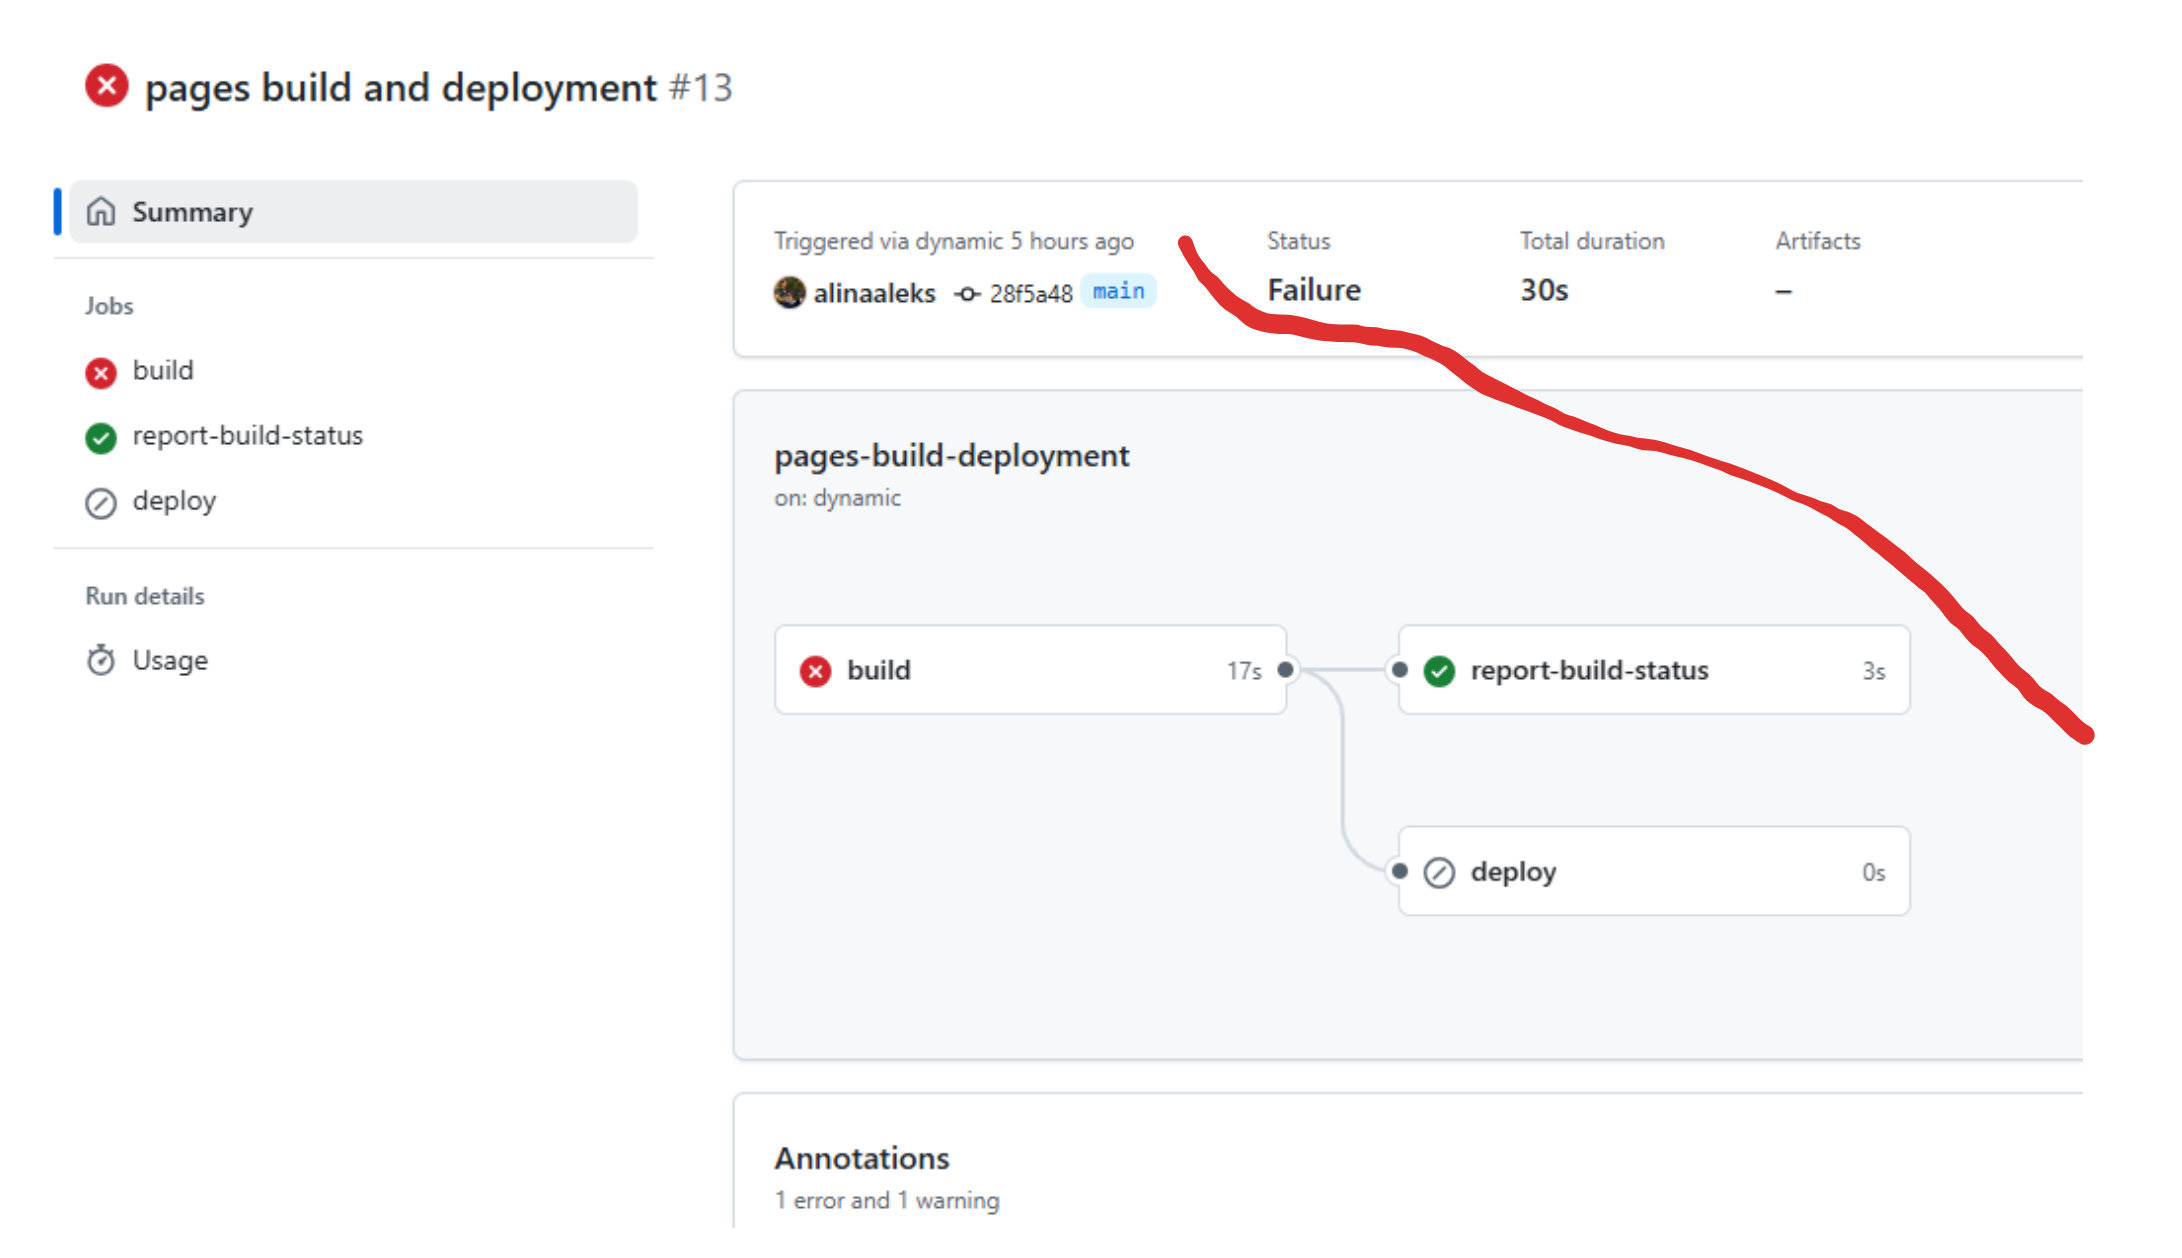 pages build and deployment #13
Summary
Jobs
build
report-build-status
deploy
Run details
Usage
Triggered via dynamic 5 hours ago
alinaaleks 28f5a48 main
Status
Failure
Total duration
30s
Artifacts
–
pages-build-deployment
on: dynamic
build 17s
report-build-status 3s
deploy 0s
Annotations
1 error and 1 warning